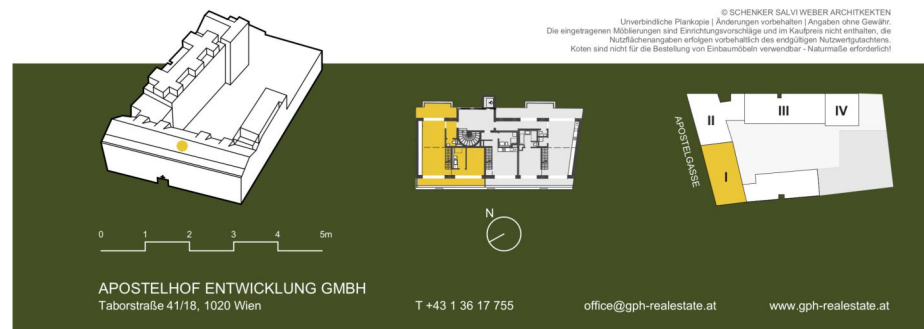 © SCHENKER SALVI WEBER ARCHITKEKTEN
Unverbindliche Plankopie | Änderungen vorbehalten | Angaben ohne Gewähr.
Die eingetragenen Möblierungen sind Einrichtungsvorschläge und im Kaufpreis nicht enthalten, die
Nutzflächenangaben erfolgen vorbehaltlich des endgültigen Nutzwertgutachtens.
Koten sind nicht für die Bestellung von Einbaumöbeln verwendbar - Naturmaße erforderlich!
II
III
IV
I
APOSTELGASSE
N
0 1 2 3 4 5m
APOSTELHOF ENTWICKLUNG GMBH
Taborstraße 41/18, 1020 Wien
T +43 1 36 17 755
office@gph-realestate.at
www.gph-realestate.at